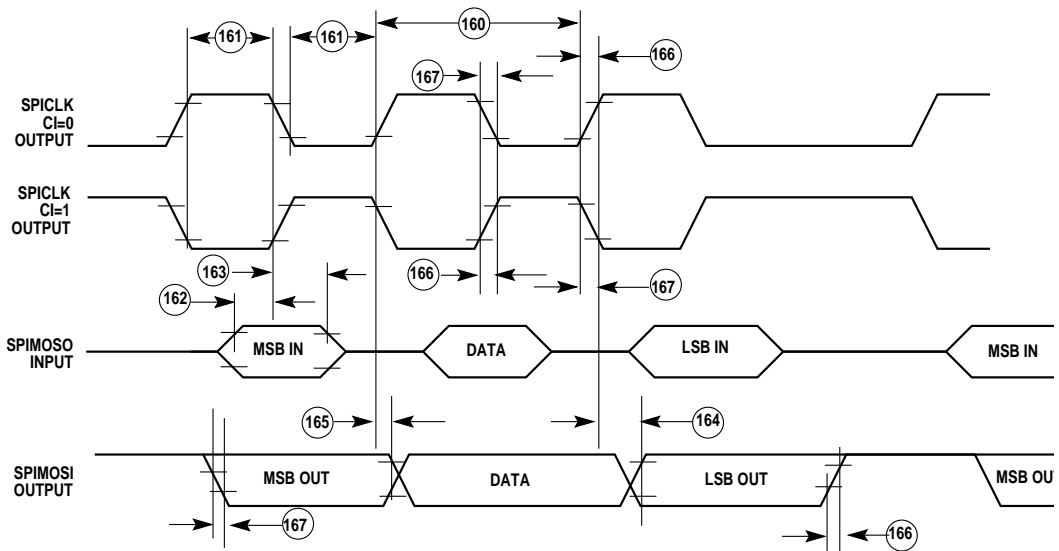 161
161
160
166
167
SPICLK
CI=0
OUTPUT
SPICLK
CI=1
OUTPUT
163
166
167
162
SPIMOSO
INPUT
MSB IN
DATA
LSB IN
MSB IN
165
164
SPIMOSI
OUTPUT
MSB OUT
DATA
LSB OUT
MSB OUT
167
166